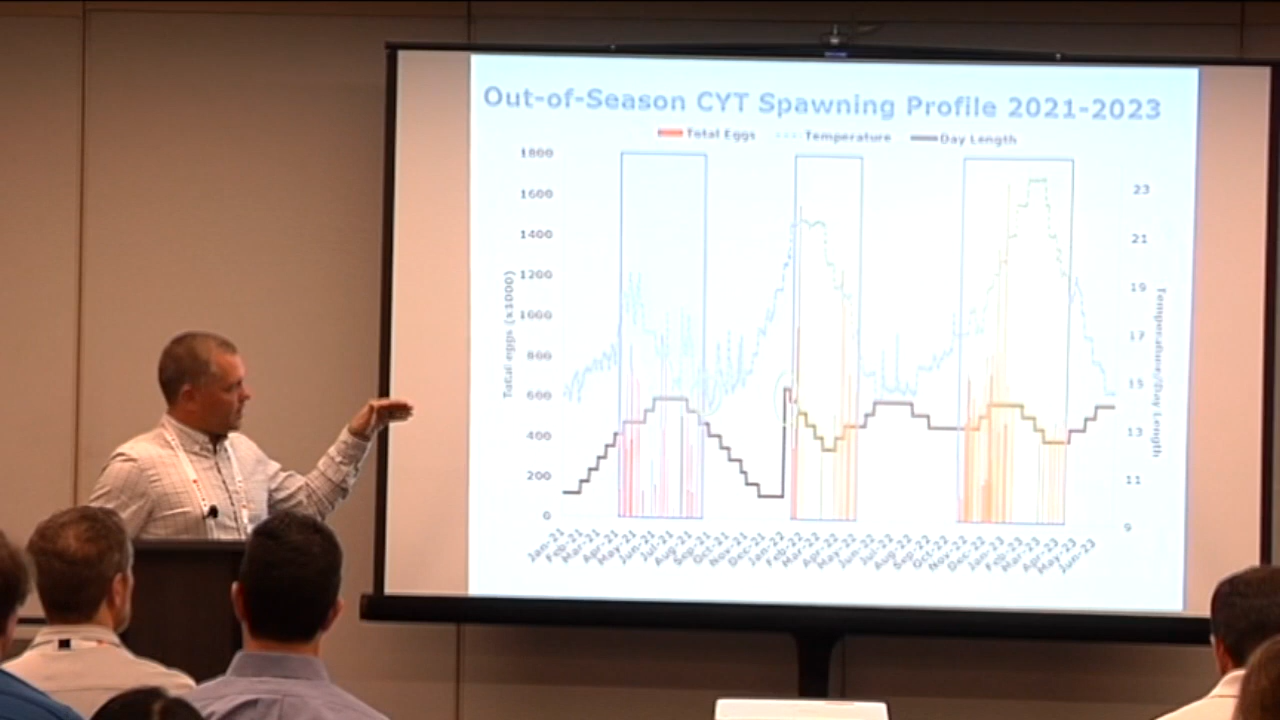 Out-of-Season CYT Spawning Profile 2021-2023
Total Eggs Temperature Day Length
1800
1600
1400
1200
1000
800
600
400
200
0
Total eggs (x1000)
23
21
19
17
15
13
11
9
Temperature/Day Length
Jan-21
Feb-21
Mar-21
Apr-21
May-21
Jun-21
Jul-21
Aug-21
Sep-21
Oct-21
Nov-21
Dec-21
Jan-22
Feb-22
Mar-22
Apr-22
May-22
Jun-22
Jul-22
Aug-22
Sep-22
Oct-22
Nov-22
Dec-22
Jan-23
Feb-23
Mar-23
Apr-23
May-23
Jun-23